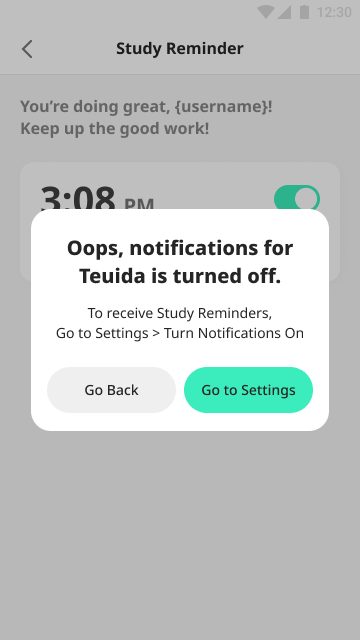 12:30
Study Reminder
You're doing great, {username}!
Keep up the good work!
3:08 PM
Oops, notifications for
Teuida is turned off.
To receive Study Reminders,
Go to Settings > Turn Notifications On
Go Back
Go to Settings